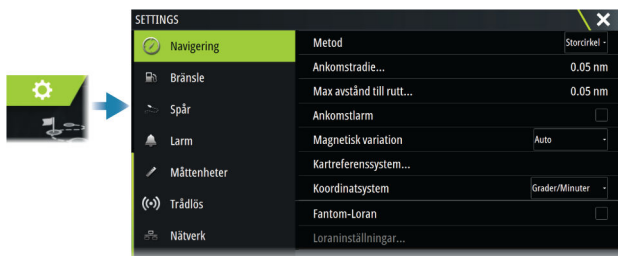 SETTINGS
Navigering
Bränsle
Spår
Larm
Måttenheter
Trådlös
Nätverk
Metod Storcirkel
Ankomstradie... 0.05 nm
Max avstånd till rutt... 0.05 nm
Ankomstlarm
Magnetisk variation Auto
Kartreferenssystem...
Koordinatsystem Grader/Minuter
Fantom-Loran
Loraninställningar...